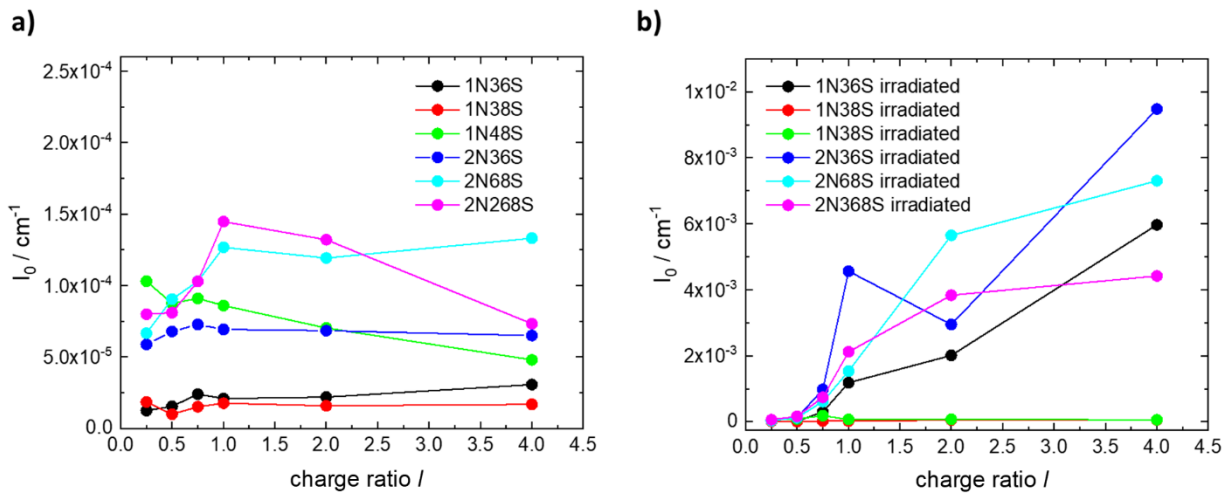 a)
2.5x10⁻⁴
2.0x10⁻⁴
1.5x10⁻⁴
1.0x10⁻⁴
5.0x10⁻⁵
0.0
I₀ / cm⁻¹
0.0 0.5 1.0 1.5 2.0 2.5 3.0 3.5 4.0 4.5
charge ratio l
1N36S
1N38S
1N48S
2N36S
2N68S
2N268S
b)
1x10⁻²
8x10⁻³
6x10⁻³
4x10⁻³
2x10⁻³
0
I₀ / cm⁻¹
0.0 0.5 1.0 1.5 2.0 2.5 3.0 3.5 4.0 4.5
charge ratio l
1N36S irradiated
1N38S irradiated
1N38S irradiated
2N36S irradiated
2N68S irradiated
2N368S irradiated